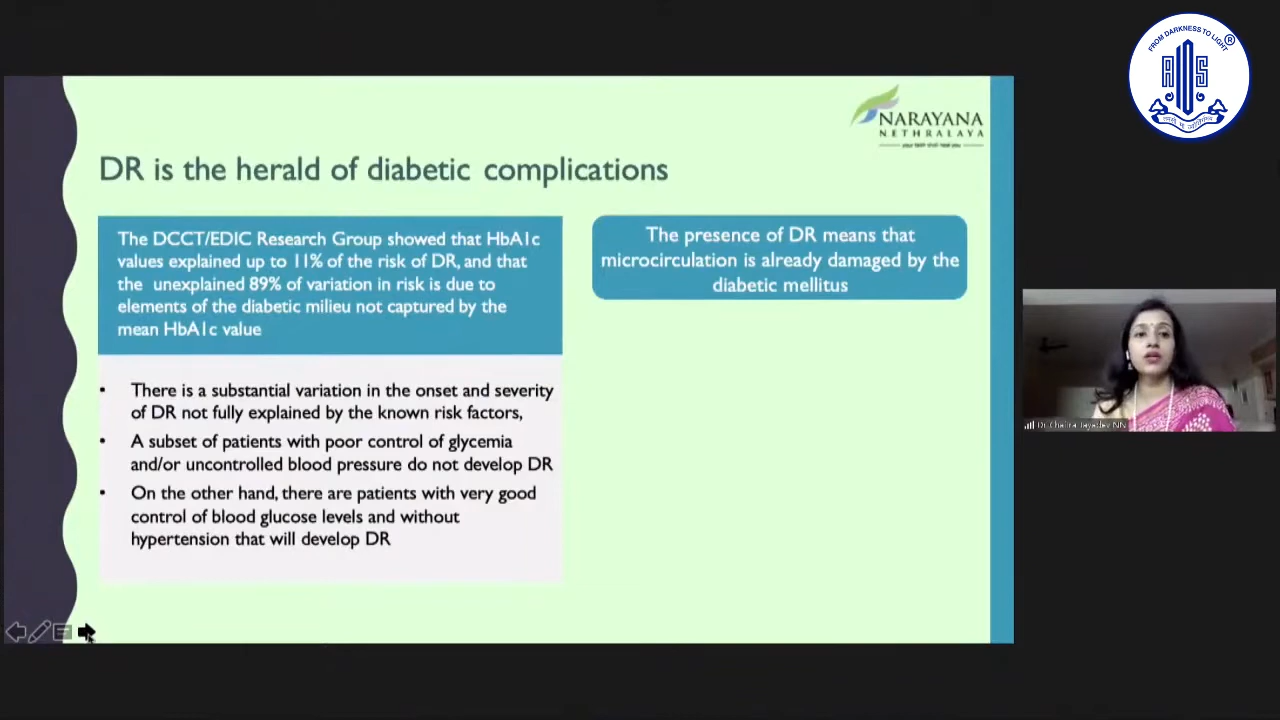 FROM DARKNESS TO LIGHT
®
AIOS
NARAYANA
NETHRALAYA
DR is the herald of diabetic complications
The DCCT/EDIC Research Group showed that HbA1c
values explained up to 11% of the risk of DR, and that
the unexplained 89% of variation in risk is due to
elements of the diabetic milieu not captured by the
mean HbA1c value
The presence of DR means that
microcirculation is already damaged by the
diabetic mellitus
• There is a substantial variation in the onset and severity
of DR not fully explained by the known risk factors,
• A subset of patients with poor control of glycemia
and/or uncontrolled blood pressure do not develop DR
• On the other hand, there are patients with very good
control of blood glucose levels and without
hypertension that will develop DR
Dr Chaitra Jayadev NN